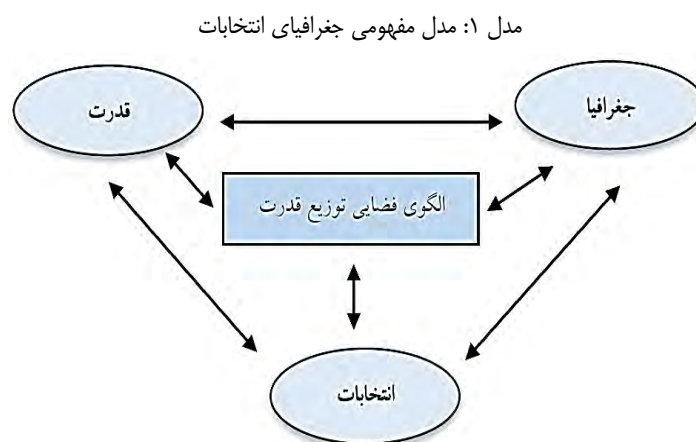 مدل ۱: مدل مفهومی جغرافیای انتخابات
جغرافیا
قدرت
الگوی فضایی توزیع قدرت
انتخابات